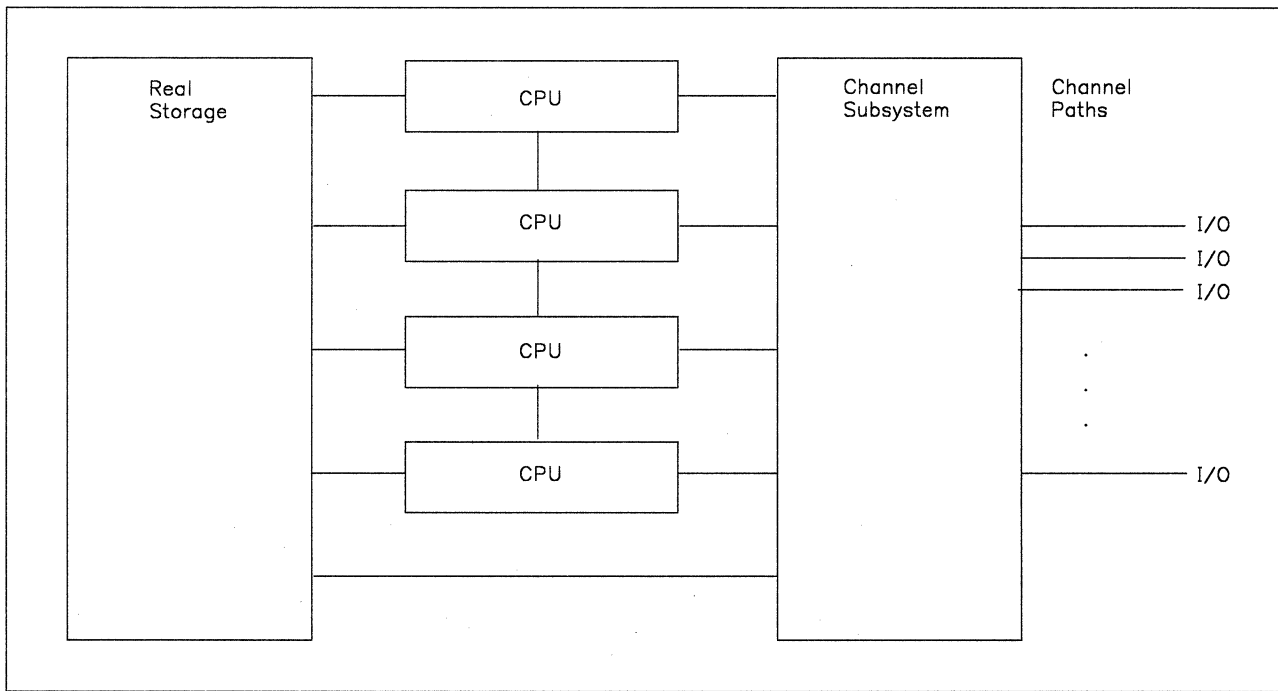 Real
Storage
CPU
CPU
CPU
CPU
Channel
Subsystem
Channel
Paths
I/O
I/O
I/O
I/O